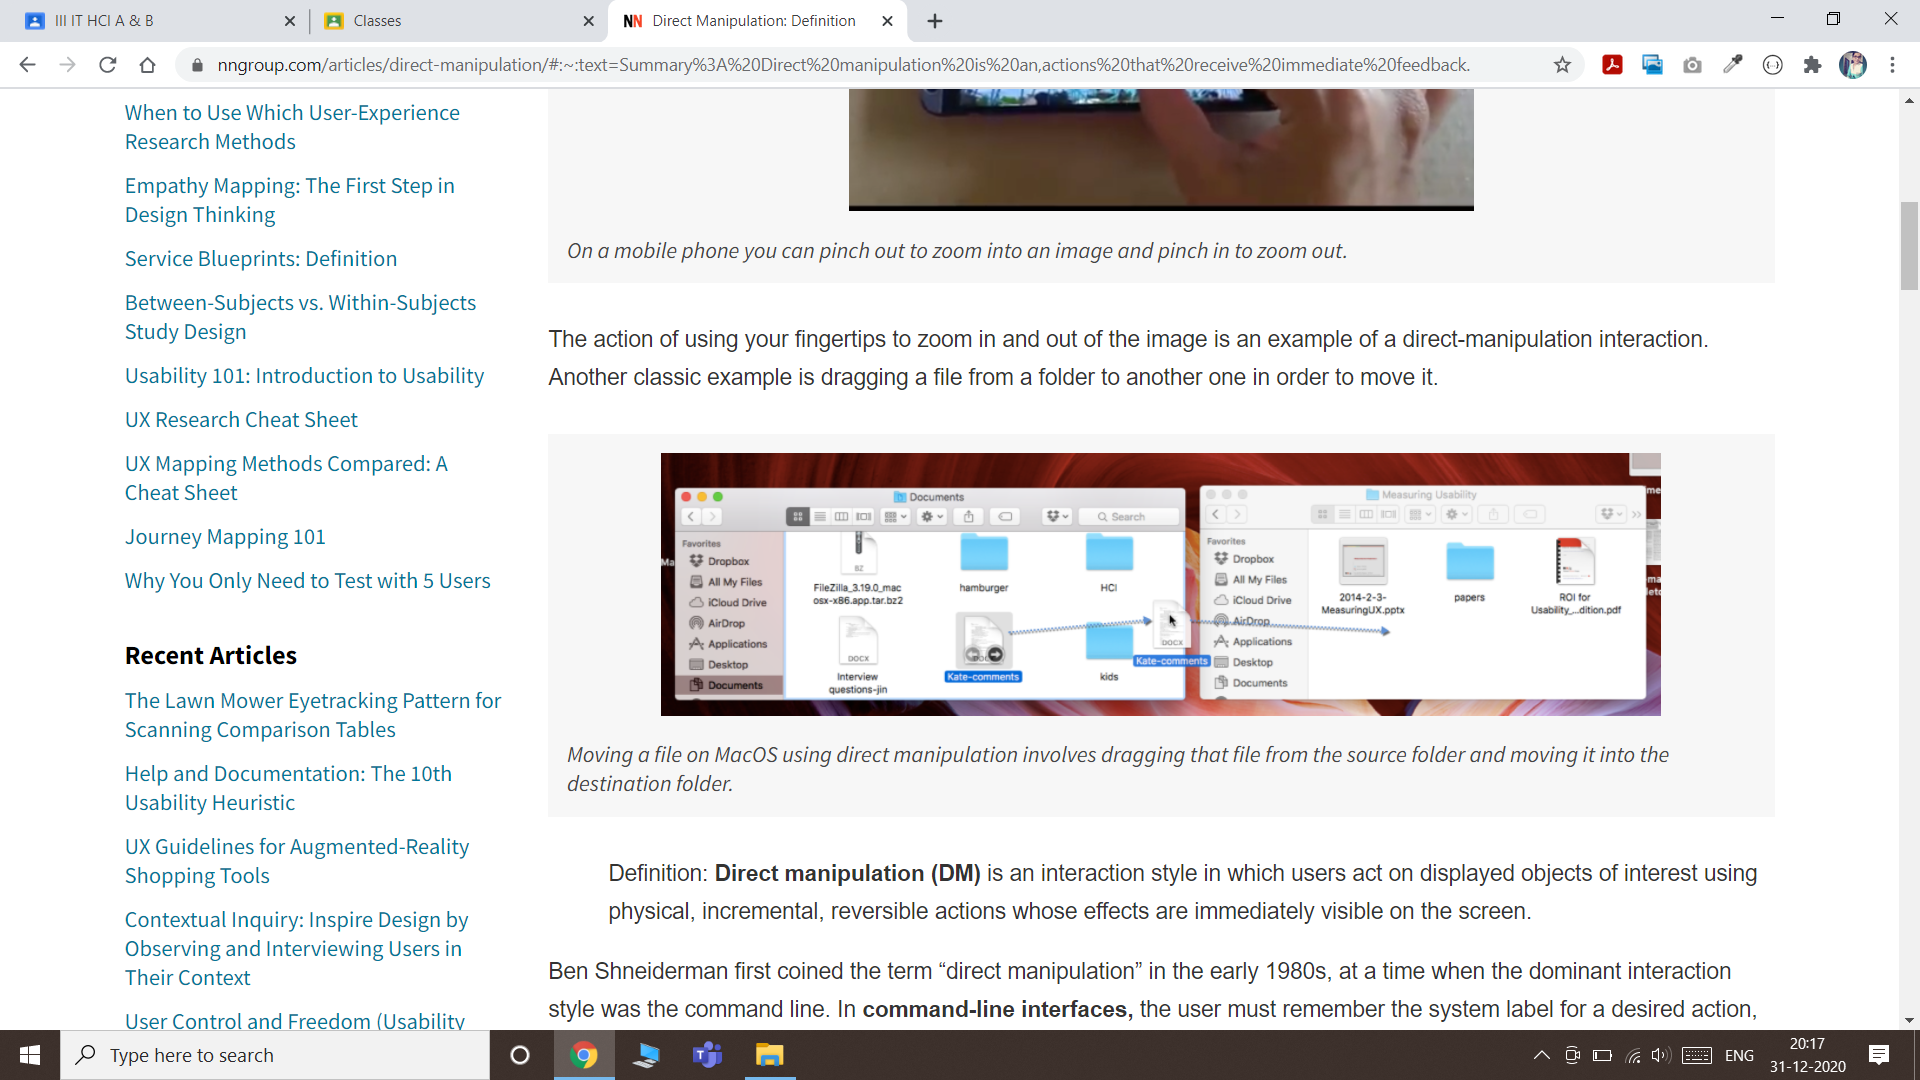 III IT HCI A & B
Classes
NN Direct Manipulation: Definition
nngroup.com/articles/direct-manipulation/#:~:text=Summary%3A%20Direct%20manipulation%20is%20an,actions%20that%20receive%20immediate%20feedback.
When to Use Which User-Experience
Research Methods
Empathy Mapping: The First Step in
Design Thinking
Service Blueprints: Definition
Between-Subjects vs. Within-Subjects
Study Design
Usability 101: Introduction to Usability
UX Research Cheat Sheet
UX Mapping Methods Compared: A
Cheat Sheet
Journey Mapping 101
Why You Only Need to Test with 5 Users
Recent Articles
The Lawn Mower Eyetracking Pattern for
Scanning Comparison Tables
Help and Documentation: The 10th
Usability Heuristic
UX Guidelines for Augmented-Reality
Shopping Tools
Contextual Inquiry: Inspire Design by
Observing and Interviewing Users in
Their Context
User Control and Freedom (Usability
On a mobile phone you can pinch out to zoom into an image and pinch in to zoom out.
The action of using your fingertips to zoom in and out of the image is an example of a direct-manipulation interaction.
Another classic example is dragging a file from a folder to another one in order to move it.
Documents
Search
Favorites
Dropbox
All My Files
iCloud Drive
AirDrop
Applications
Desktop
Documents
BZ
FileZilla_3.19.0_mac
osx-x86.app.tar.bz2
hamburger
HCI
DOCX
Interview
questions-jin
Kate-comments
kids
DOCX
Kate-comments
Measuring Usability
Favorites
Dropbox
All My Files
iCloud Drive
AirDrop
Applications
Desktop
Documents
2014-2-3-
MeasuringUX.pptx
papers
ROI for
Usability_...dition.pdf
Moving a file on MacOS using direct manipulation involves dragging that file from the source folder and moving it into the
destination folder.
Definition: Direct manipulation (DM) is an interaction style in which users act on displayed objects of interest using
physical, incremental, reversible actions whose effects are immediately visible on the screen.
Ben Shneiderman first coined the term “direct manipulation” in the early 1980s, at a time when the dominant interaction
style was the command line. In command-line interfaces, the user must remember the system label for a desired action,
Type here to search
ENG
20:17
31-12-2020